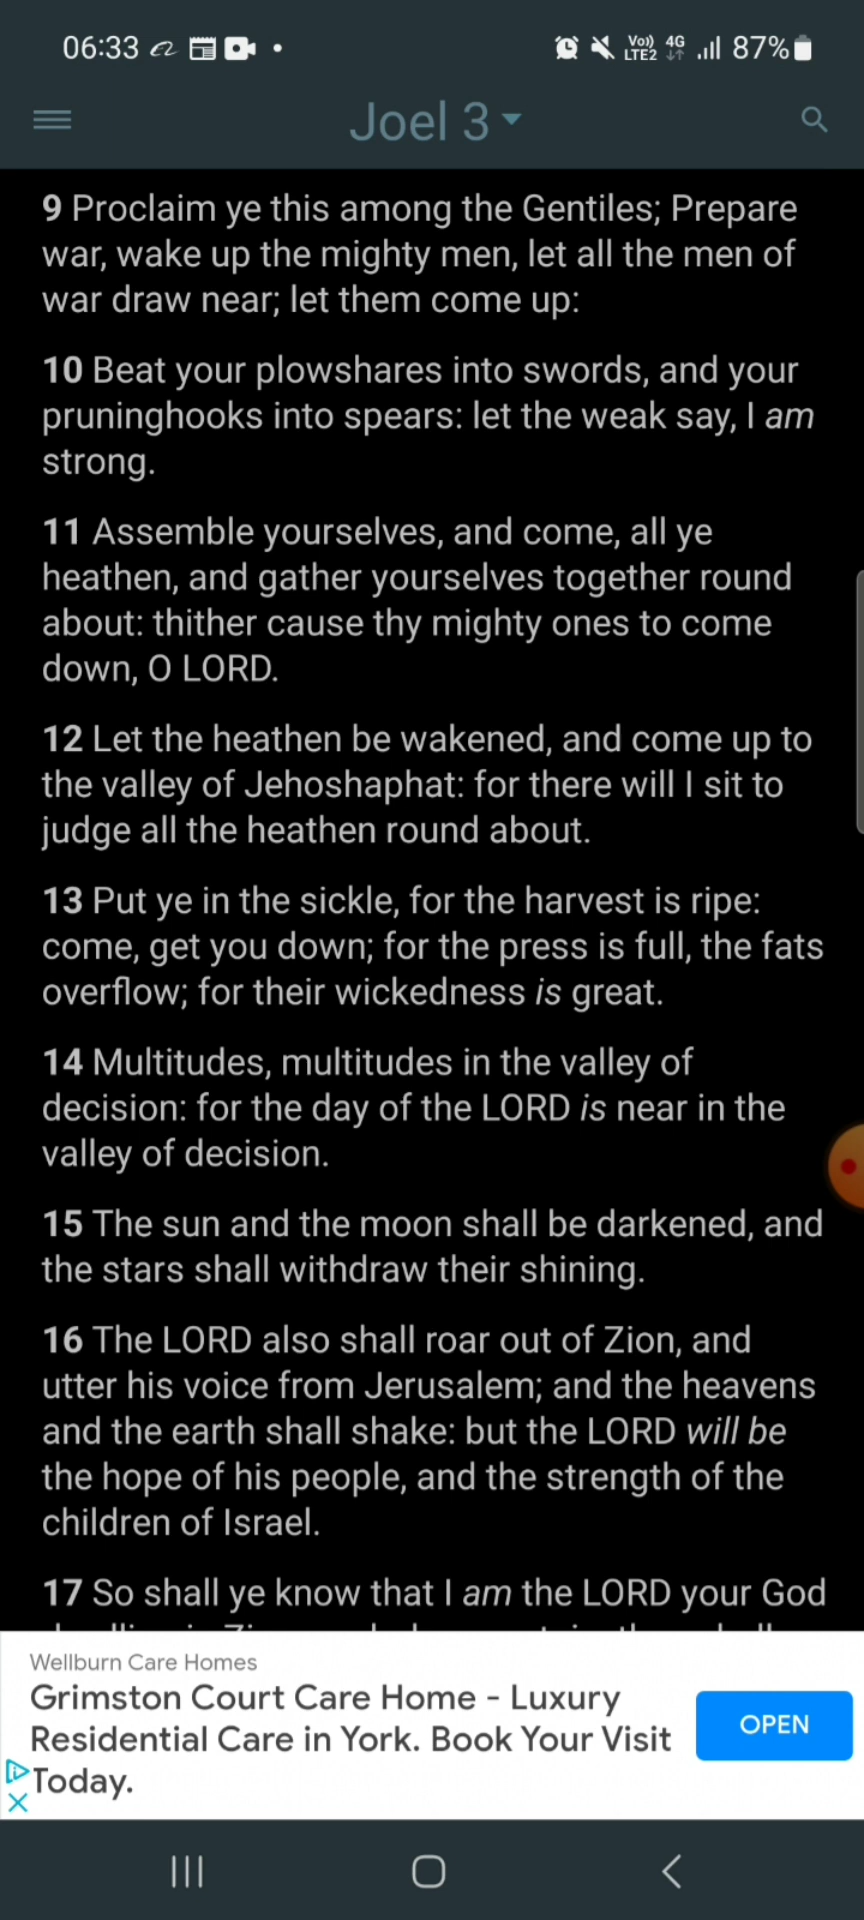 06:33
Vo)) 4G
LTE2
87%
Joel 3
9 Proclaim ye this among the Gentiles; Prepare
war, wake up the mighty men, let all the men of
war draw near; let them come up:
10 Beat your plowshares into swords, and your
pruninghooks into spears: let the weak say, I am
strong.
11 Assemble yourselves, and come, all ye
heathen, and gather yourselves together round
about: thither cause thy mighty ones to come
down, O LORD.
12 Let the heathen be wakened, and come up to
the valley of Jehoshaphat: for there will I sit to
judge all the heathen round about.
13 Put ye in the sickle, for the harvest is ripe:
come, get you down; for the press is full, the fats
overflow; for their wickedness is great.
14 Multitudes, multitudes in the valley of
decision: for the day of the LORD is near in the
valley of decision.
15 The sun and the moon shall be darkened, and
the stars shall withdraw their shining.
16 The LORD also shall roar out of Zion, and
utter his voice from Jerusalem; and the heavens
and the earth shall shake: but the LORD will be
the hope of his people, and the strength of the
children of Israel.
17 So shall ye know that I am the LORD your God
Wellburn Care Homes
Grimston Court Care Home - Luxury
Residential Care in York. Book Your Visit
Today.
OPEN